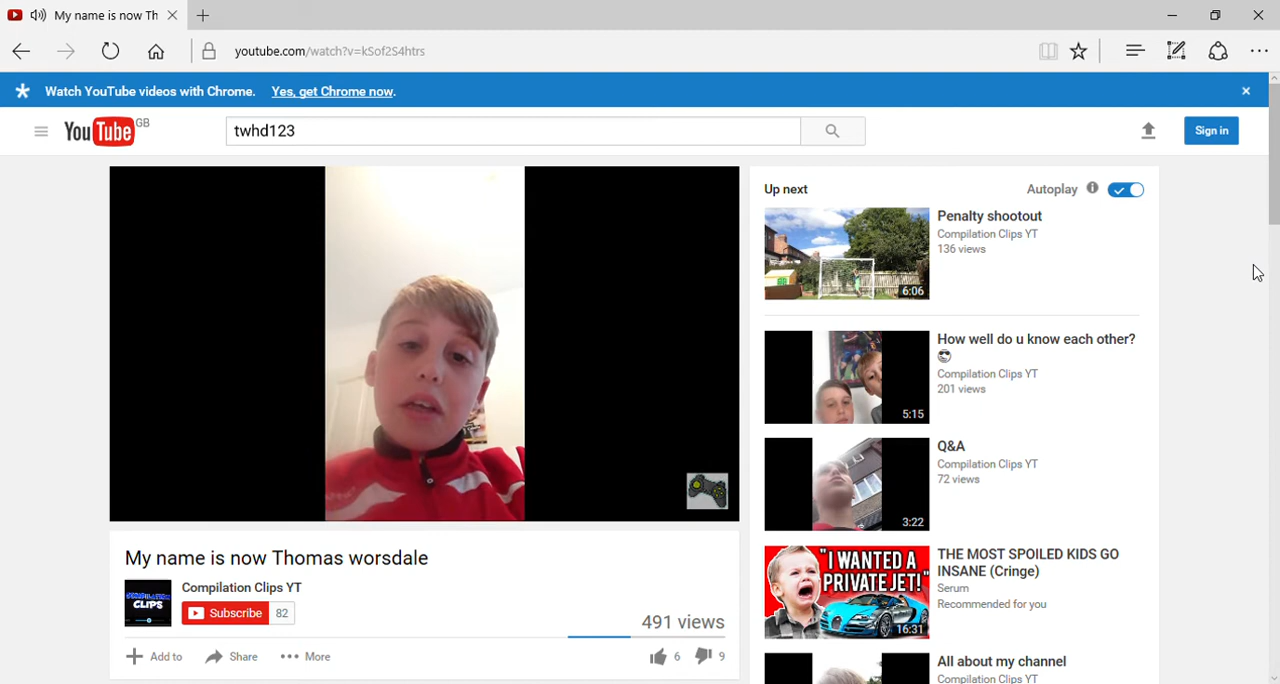 My name is now Th
youtube.com/watch?v=kSof2S4htrs
Watch YouTube videos with Chrome. Yes, get Chrome now.
YouTube GB
twhd123
Sign in
Up next
Autoplay
Penalty shootout
Compilation Clips YT
136 views
6:06
How well do u know each other?
😎
Compilation Clips YT
201 views
5:15
Q&A
Compilation Clips YT
72 views
3:22
"I WANTED A
PRIVATE JET!"
16:31
THE MOST SPOILED KIDS GO
INSANE (Cringe)
Serum
Recommended for you
All about my channel
Compilation Clips YT
My name is now Thomas worsdale
COMPILATION
CLIPS
Compilation Clips YT
Subscribe 82
491 views
Add to Share More
6 9